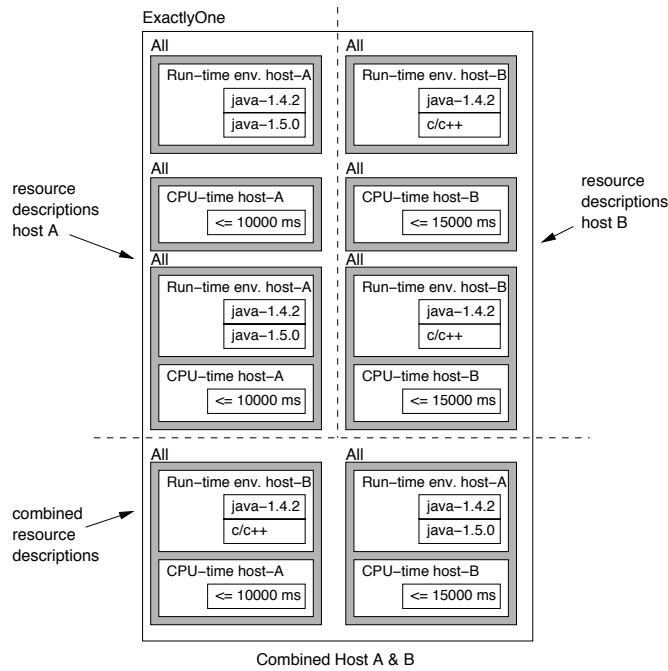 ExactlyOne
All
Run–time env. host–A
java–1.4.2
java–1.5.0
All
Run–time env. host–B
java–1.4.2
c/c++
All
CPU–time host–A
<= 10000 ms
All
CPU–time host–B
<= 15000 ms
resource
descriptions
host A
resource
descriptions
host B
All
Run–time env. host–A
java–1.4.2
java–1.5.0
CPU–time host–A
<= 10000 ms
All
Run–time env. host–B
java–1.4.2
c/c++
CPU–time host–B
<= 15000 ms
combined
resource
descriptions
All
Run–time env. host–B
java–1.4.2
c/c++
CPU–time host–A
<= 10000 ms
All
Run–time env. host–A
java–1.4.2
java–1.5.0
CPU–time host–B
<= 15000 ms
Combined Host A & B